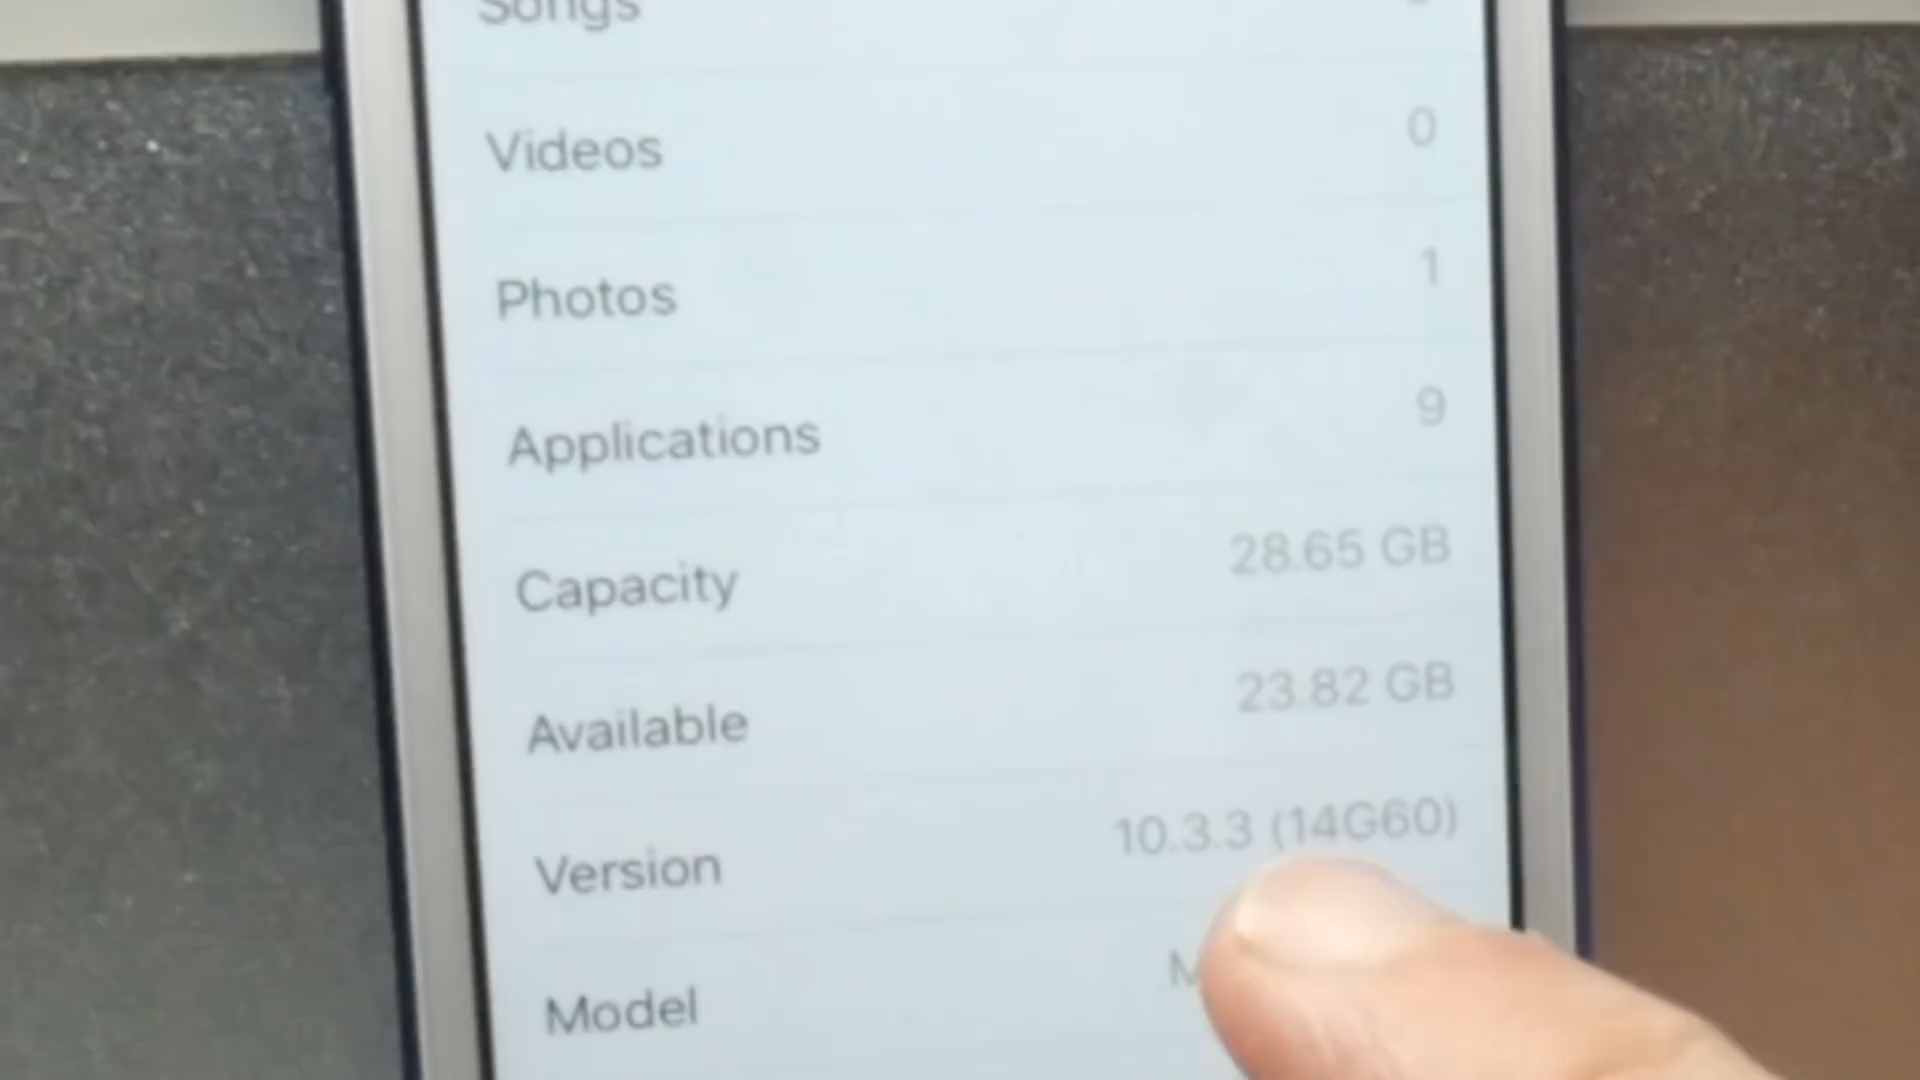 Songs
Videos 0
Photos 1
Applications 9
Capacity 28.65 GB
Available 23.82 GB
Version 10.3.3 (14G60)
Model